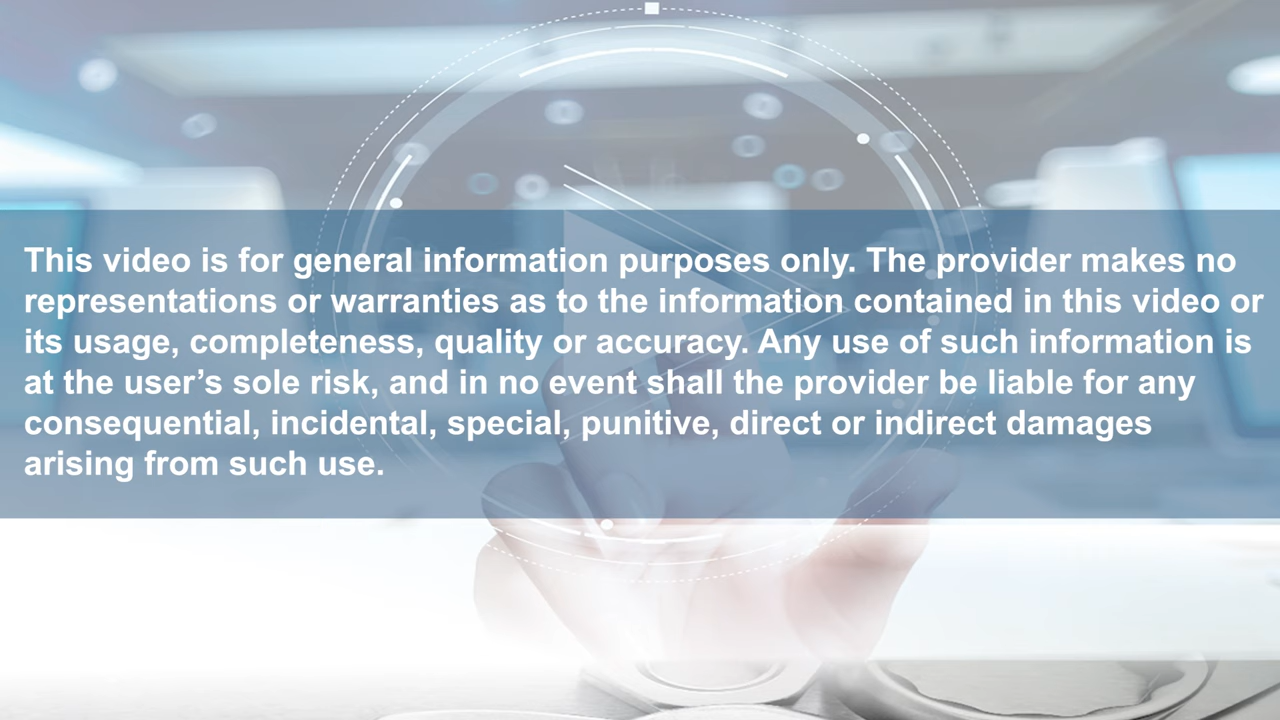 This video is for general information purposes only. The provider makes no
representations or warranties as to the information contained in this video or
its usage, completeness, quality or accuracy. Any use of such information is
at the user’s sole risk, and in no event shall the provider be liable for any
consequential, incidental, special, punitive, direct or indirect damages
arising from such use.